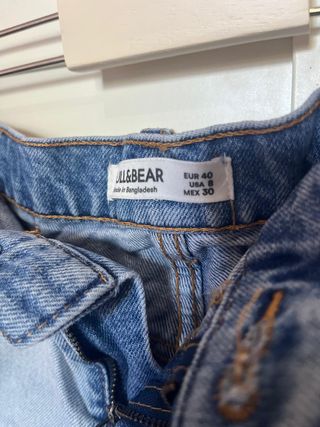 ULL&BEAR
Made in Bangladesh
EUR 40
USA 8
MEX 30